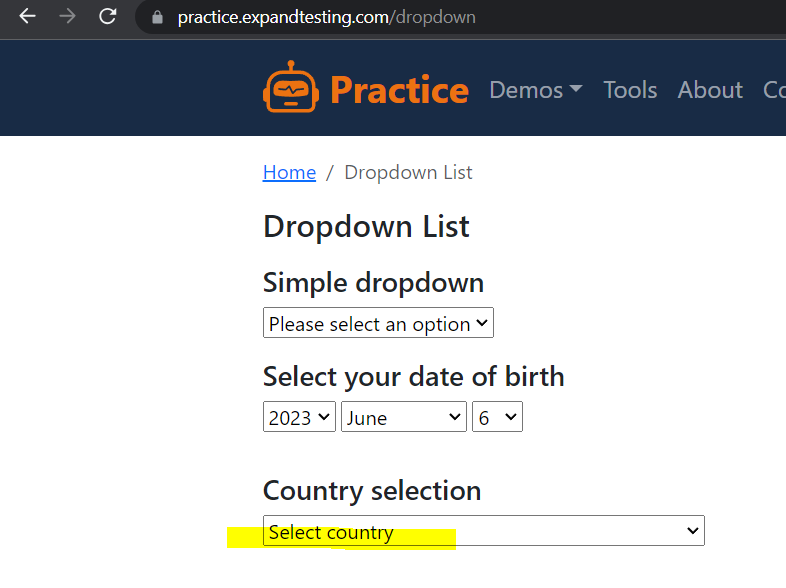 practice.expandtesting.com/dropdown
Practice Demos Tools About
Home / Dropdown List
Dropdown List
Simple dropdown
Please select an option
Select your date of birth
2023 June 6
Country selection
Select country